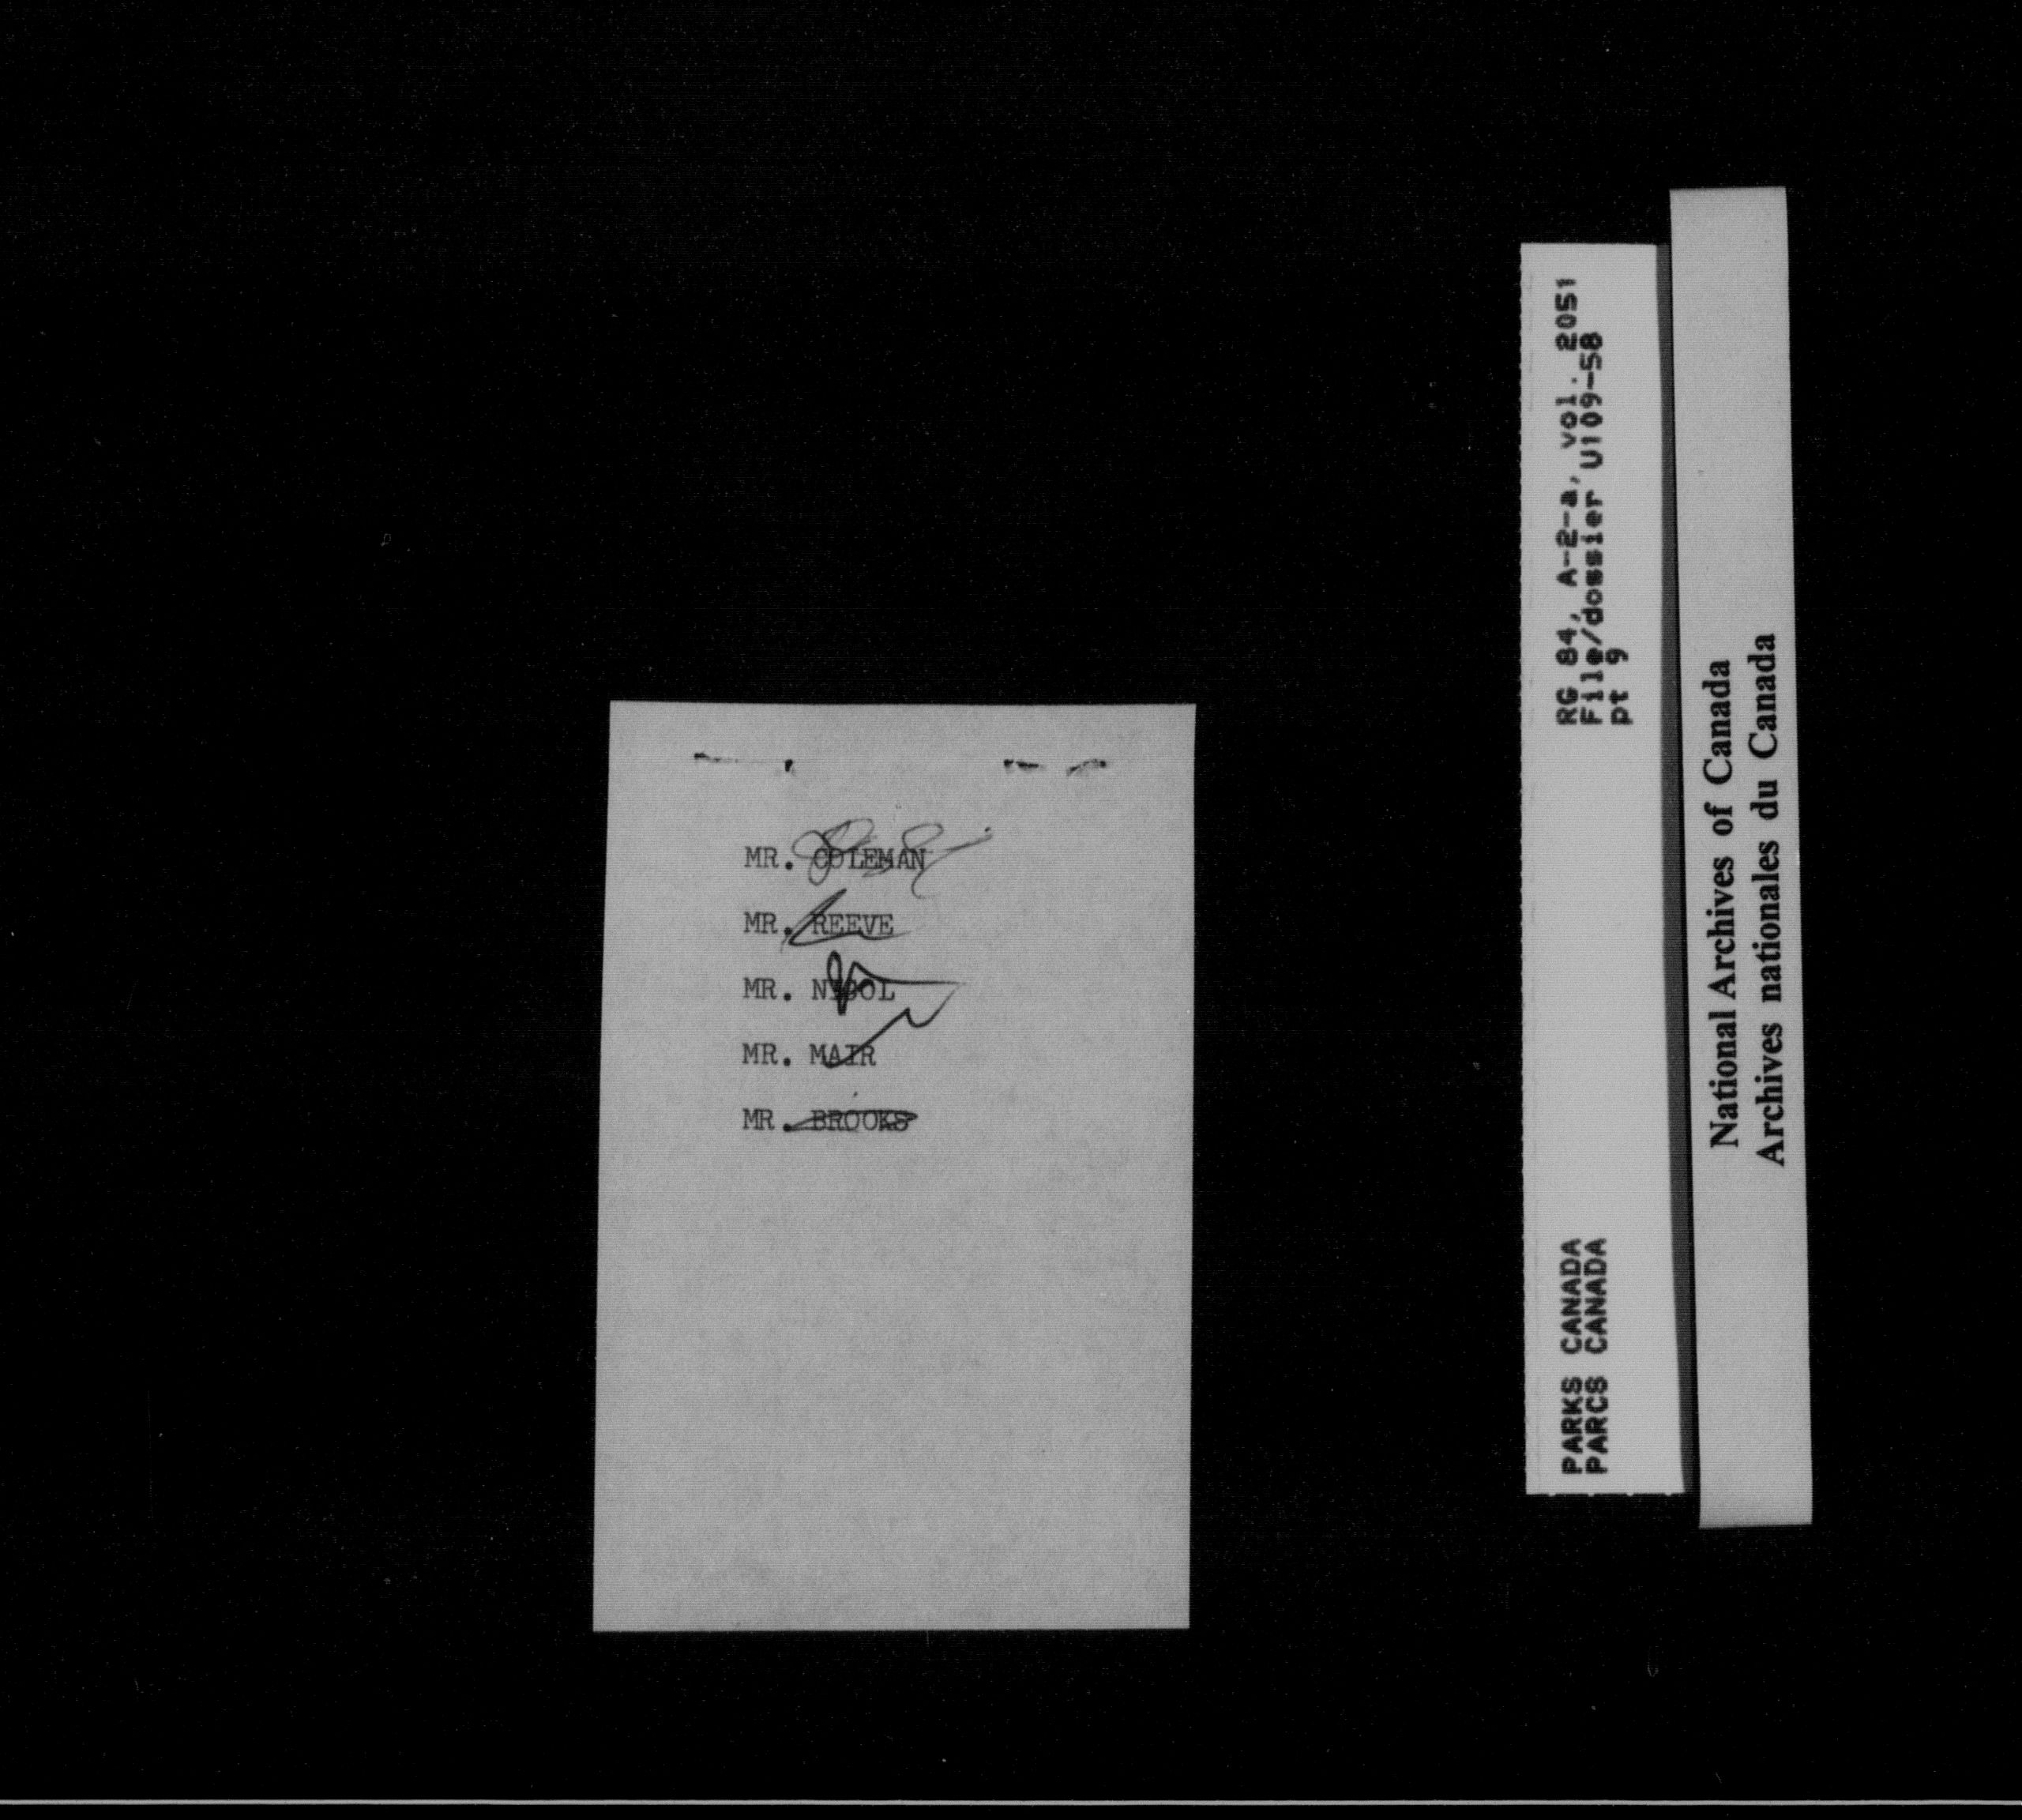 MR. COLEMAN
MR. REEVE
MR. NICOL
MR. MAIR
MR. BROOKS
RG 84, A-2-a, vol. 2051
File/dossier U109-58
pt 9
PARKS CANADA
PARCS CANADA
National Archives of Canada
Archives nationales du Canada